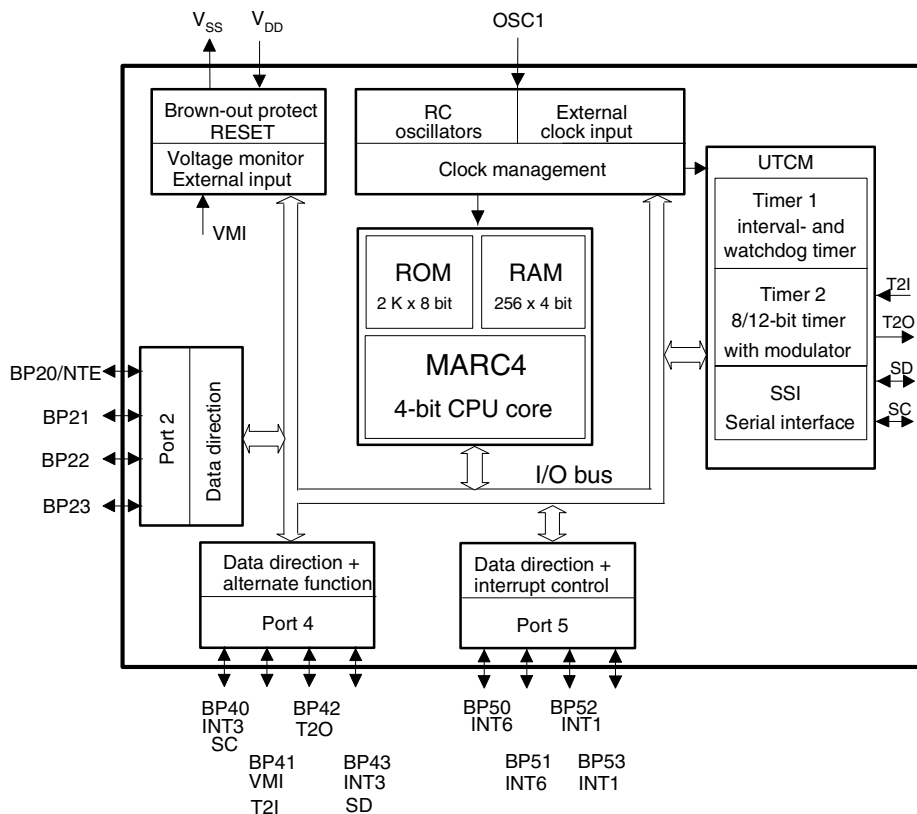 V_SS
V_DD
OSC1
Brown-out protect
RESET
Voltage monitor
External input
VMI
RC
oscillators
External
clock input
Clock management
UTCM
Timer 1
interval- and
watchdog timer
Timer 2
8/12-bit timer
with modulator
SSI
Serial interface
T2I
T2O
SD
SC
ROM
2 K x 8 bit
RAM
256 x 4 bit
MARC4
4-bit CPU core
I/O bus
BP20/NTE
BP21
BP22
BP23
Port 2
Data direction
Data direction +
alternate function
Port 4
Data direction +
interrupt control
Port 5
BP40
INT3
SC
BP41
VMI
T2I
BP42
T2O
BP43
INT3
SD
BP50
INT6
BP51
INT6
BP52
INT1
BP53
INT1